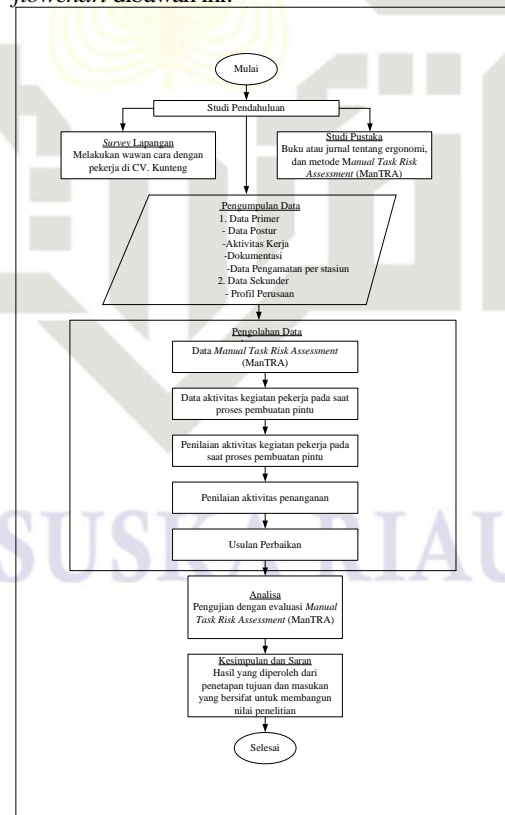 flowchart dibawah ini:
Mulai
Studi Pendahuluan
Survey Lapangan
Melakukan wawan cara dengan
pekerja di CV. Kunteng
Studi Pustaka
Buku atau jurnal tentang ergonomi,
dan metode Manual Task Risk
Assessment (ManTRA)
Pengumpulan Data
1. Data Primer
- Data Postur
-Aktivitas Kerja
-Dokumentasi
-Data Pengamatan per stasiun
2. Data Sekunder
- Profil Perusaan
Pengolahan Data
Data Manual Task Risk Assessment
(ManTRA)
Data aktivitas kegiatan pekerja pada saat
proses pembuatan pintu
Penilaian aktivitas kegiatan pekerja pada
saat proses pembuatan pintu
Penilaian aktivitas penanganan
Usulan Perbaikan
SUSKA RIAU
Analisa
Pengujian dengan evaluasi Manual
Task Risk Assessment (ManTRA)
Kesimpulan dan Saran
Hasil yang diperoleh dari
penetapan tujuan dan masukan
yang bersifat untuk membangun
nilai penelitian
Selesai